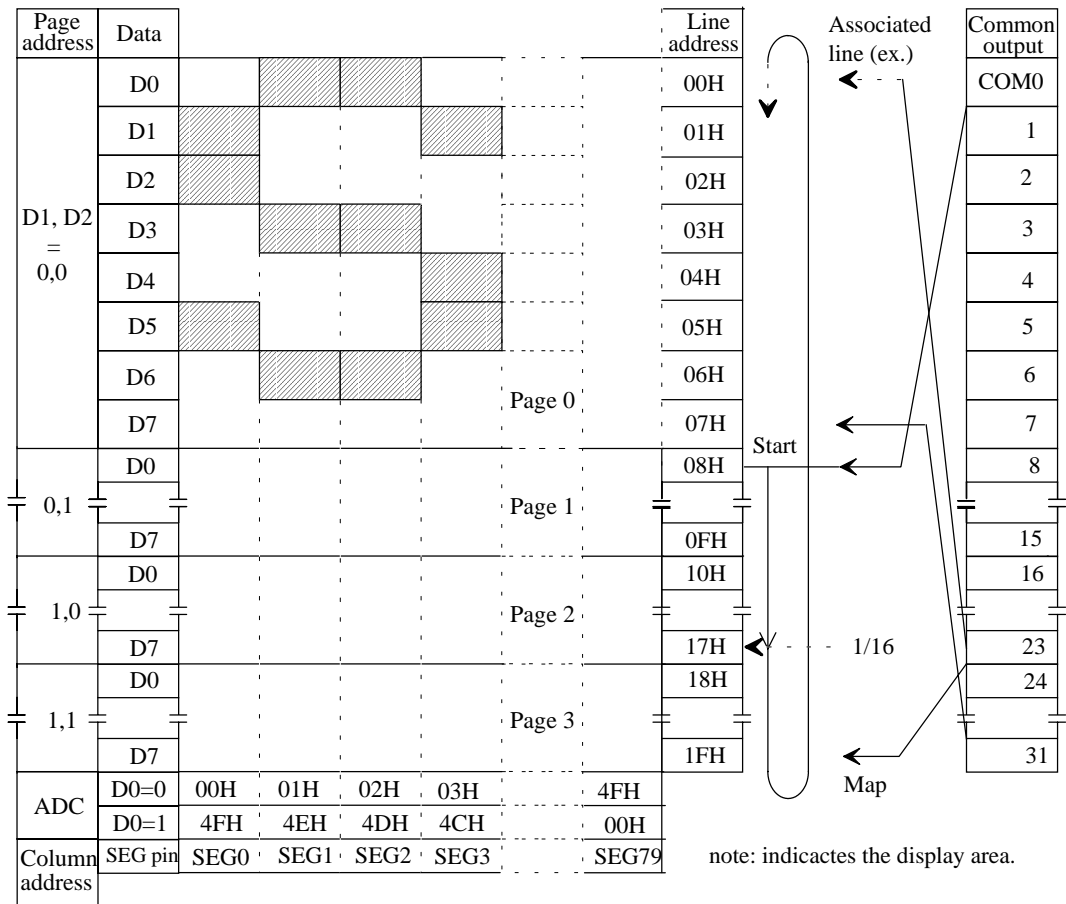 Page address Data Line address Associated line (ex.) Common output
D0 00H COM0
D1 01H 1
D2 02H 2
D1, D2 = 0,0 D3 03H 3
D4 04H 4
D5 05H 5
D6 06H 6
Page 0
D7 07H 7
Start
D0 08H 8
0,1 Page 1
D7 0FH 15
D0 10H 16
1,0 Page 2
D7 17H 1/16 23
D0 18H 24
1,1 Page 3
D7 1FH 31
Map
ADC D0=0 00H 01H 02H 03H 4FH
D0=1 4FH 4EH 4DH 4CH 00H
Column address SEG pin SEG0 SEG1 SEG2 SEG3 SEG79 note: indicactes the display area.